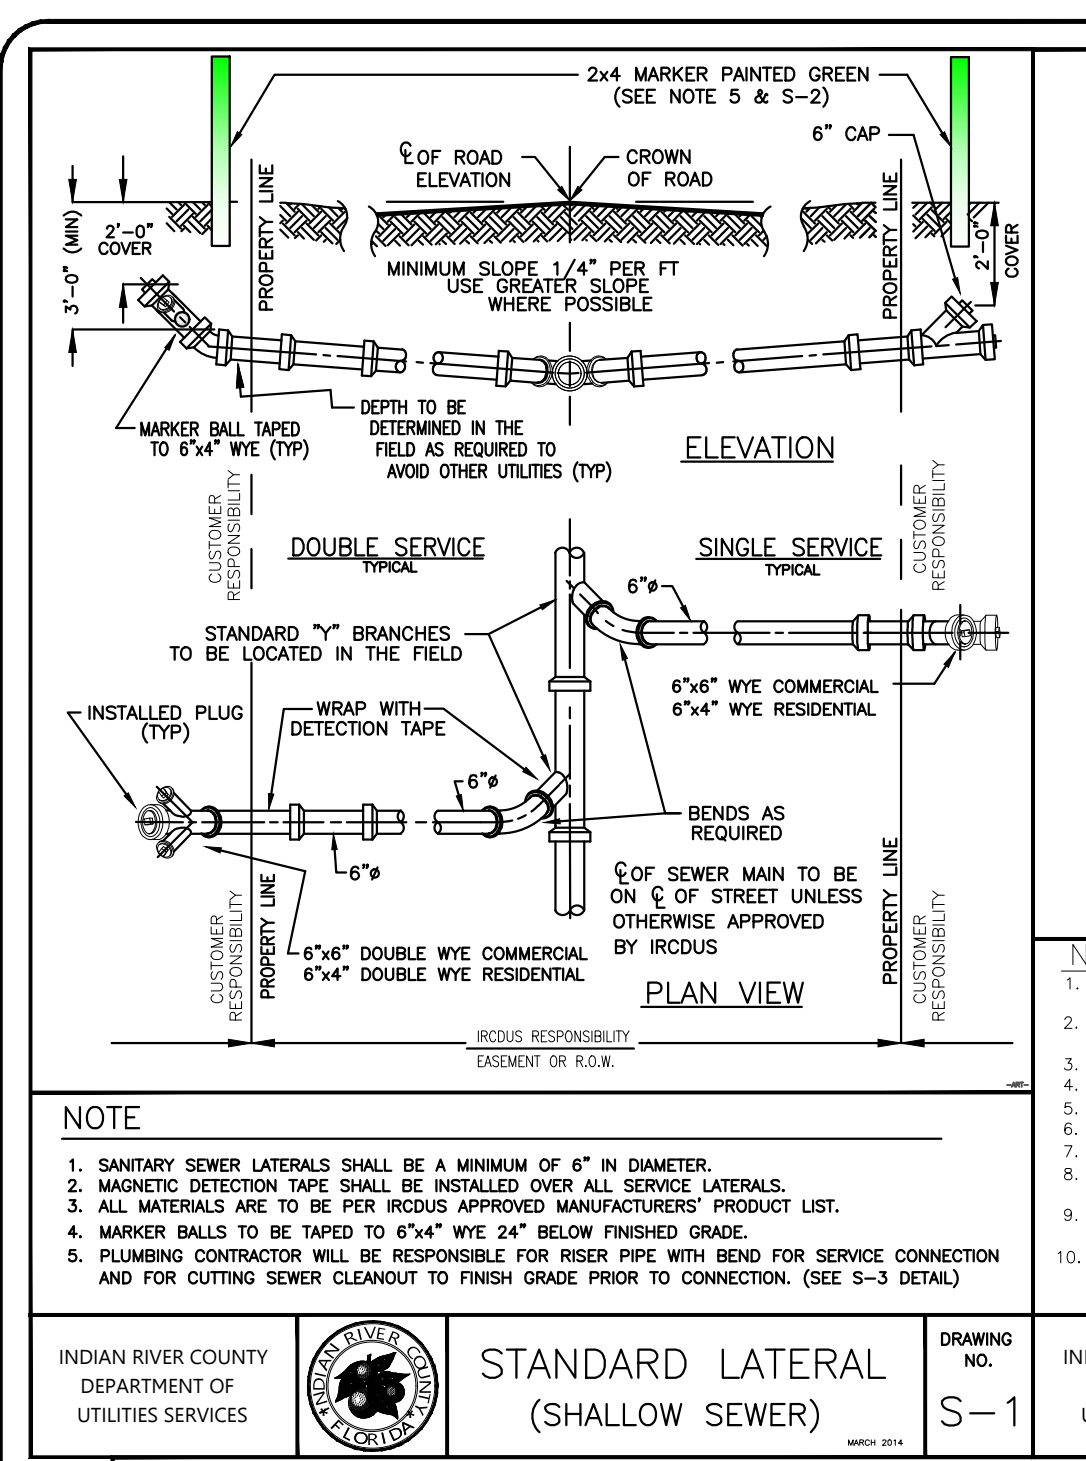 2x4 MARKER PAINTED GREEN
(SEE NOTE 5 & S-2)
6" CAP
℄ OF ROAD
ELEVATION
CROWN
OF ROAD
PROPERTY LINE
PROPERTY LINE
3'-0" (MIN)
2'-0"
COVER
2'-0"
COVER
MINIMUM SLOPE 1/4" PER FT
USE GREATER SLOPE
WHERE POSSIBLE
MARKER BALL TAPED
TO 6"x4" WYE (TYP)
DEPTH TO BE
DETERMINED IN THE
FIELD AS REQUIRED TO
AVOID OTHER UTILITIES (TYP)
ELEVATION
CUSTOMER
RESPONSIBILITY
CUSTOMER
RESPONSIBILITY
DOUBLE SERVICE
TYPICAL
SINGLE SERVICE
TYPICAL
6"ø
STANDARD "Y" BRANCHES
TO BE LOCATED IN THE FIELD
6"x6" WYE COMMERCIAL
6"x4" WYE RESIDENTIAL
INSTALLED PLUG
(TYP)
WRAP WITH
DETECTION TAPE
6"ø
BENDS AS
REQUIRED
6"ø
℄ OF SEWER MAIN TO BE
ON ℄ OF STREET UNLESS
OTHERWISE APPROVED
BY IRCDUS
6"x6" DOUBLE WYE COMMERCIAL
6"x4" DOUBLE WYE RESIDENTIAL
CUSTOMER
RESPONSIBILITY
PROPERTY LINE
PROPERTY LINE
CUSTOMER
RESPONSIBILITY
PLAN VIEW
IRCDUS RESPONSIBILITY
EASEMENT OR R.O.W.
-ART-
NOTE
1. SANITARY SEWER LATERALS SHALL BE A MINIMUM OF 6" IN DIAMETER.
2. MAGNETIC DETECTION TAPE SHALL BE INSTALLED OVER ALL SERVICE LATERALS.
3. ALL MATERIALS ARE TO BE PER IRCDUS APPROVED MANUFACTURERS' PRODUCT LIST.
4. MARKER BALLS TO BE TAPED TO 6"x4" WYE 24" BELOW FINISHED GRADE.
5. PLUMBING CONTRACTOR WILL BE RESPONSIBLE FOR RISER PIPE WITH BEND FOR SERVICE CONNECTION
AND FOR CUTTING SEWER CLEANOUT TO FINISH GRADE PRIOR TO CONNECTION. (SEE S-3 DETAIL)
1.
2.
3.
4.
5.
6.
7.
8.
9.
10.
INDIAN RIVER COUNTY
DEPARTMENT OF
UTILITIES SERVICES
INDIAN RIVER COUNTY
* FLORIDA *
STANDARD LATERAL
(SHALLOW SEWER)
MARCH 2014
DRAWING
NO.
S-1